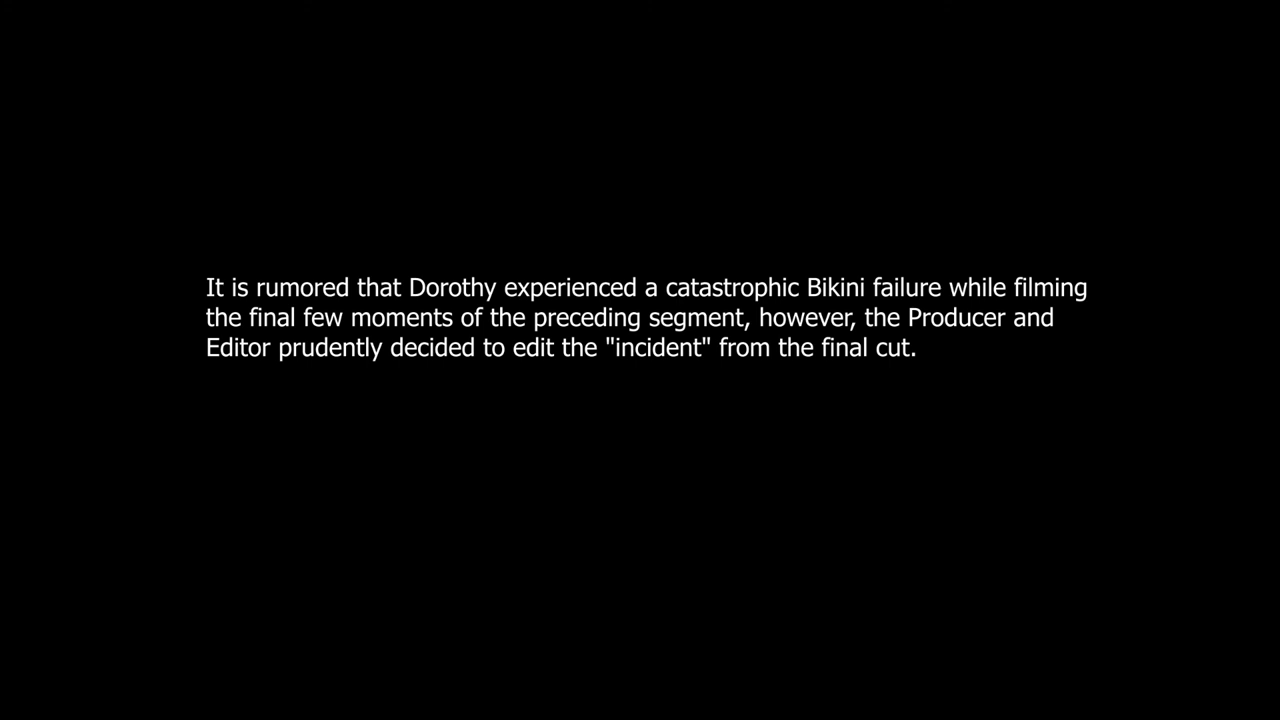 It is rumored that Dorothy experienced a catastrophic Bikini failure while filming
the final few moments of the preceding segment, however, the Producer and
Editor prudently decided to edit the "incident" from the final cut.